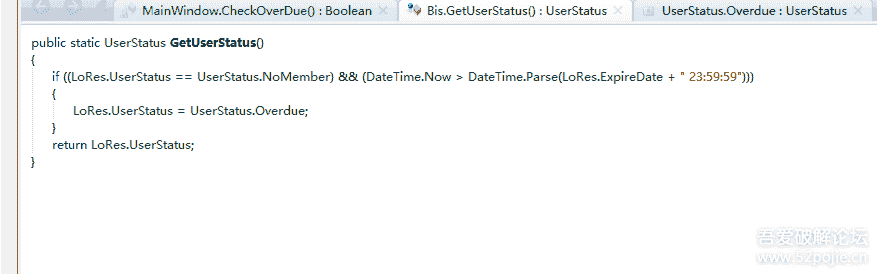 MainWindow.CheckOverDue() : Boolean
Bis.GetUserStatus() : UserStatus
UserStatus.Overdue : UserStatus
public static UserStatus GetUserStatus()
{
if ((LoRes.UserStatus == UserStatus.NoMember) && (DateTime.Now > DateTime.Parse(LoRes.ExpireDate + " 23:59:59")))
{
LoRes.UserStatus = UserStatus.Overdue;
}
return LoRes.UserStatus;
}
吾爱破解论坛
www.52pojie.cn